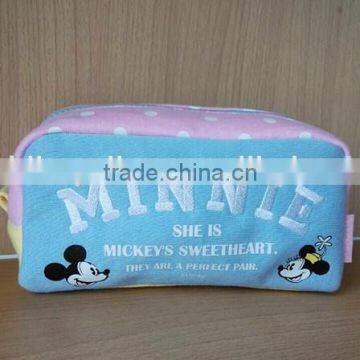 MINNIE
trade.china.cn
SHE IS
MICKEY'S SWEETHEART.
THEY ARE A PERFECT PAIR.